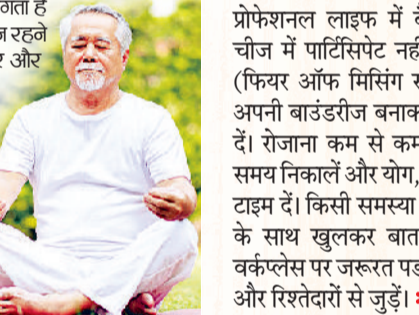 गता है
न रहने
र और
प्रोफेशनल लाइफ में
चीज में पार्टिसिपेट नहीं
(फियर ऑफ मिसिंग
अपनी बाउंडरीज बनाक
दें। रोजाना कम से कम
समय निकालें और योग,
टाइम दें। किसी समस्या
के साथ खुलकर बात
वर्कप्लेस पर जरूरत पड़
और रिश्तेदारों से जुड़ें।